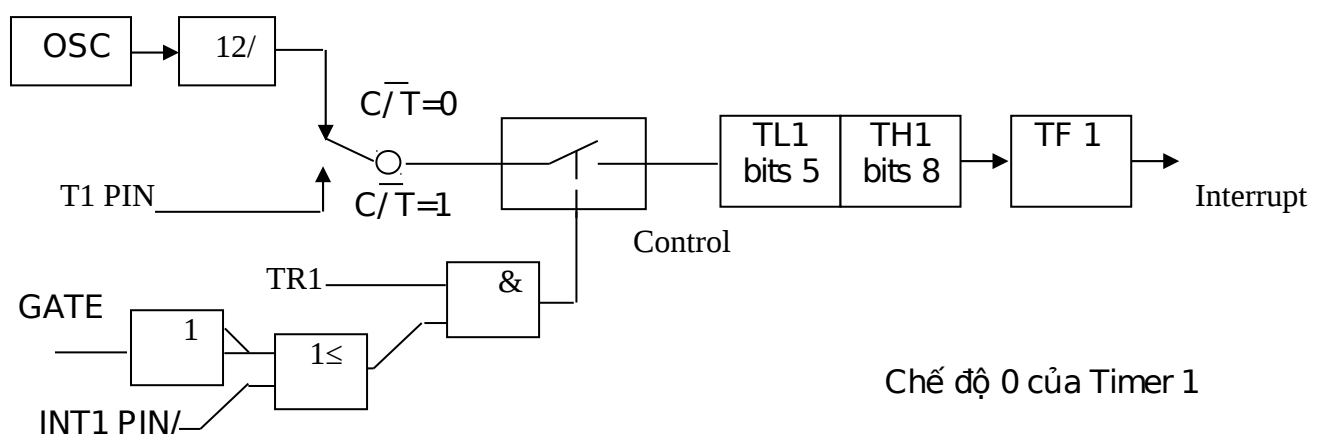 OSC
12/
C/T̅=0
T1 PIN
C/T̅=1
TL1
bits 5
TH1
bits 8
TF 1
Interrupt
Control
TR1
&
GATE
1
1≤
INT1 PIN/
Chế độ 0 của Timer 1